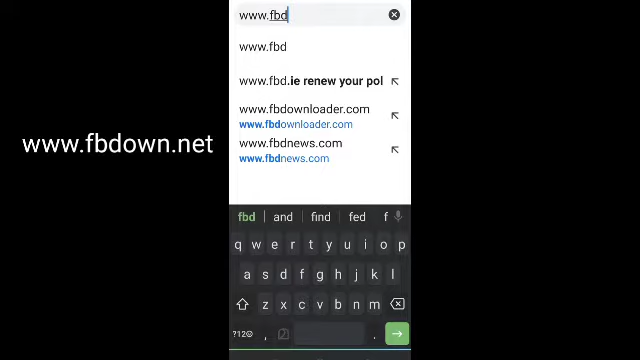 www.fbd
www.fbd
www.fbd.ie renew your pol
www.fbdownloader.com
www.fbdownloader.com
www.fbdnews.com
www.fbdnews.com
www.fbdown.net
fbd and find fed f
q w e r t y u i o p
a s d f g h j k l
z x c v b n m
?12☺ , .